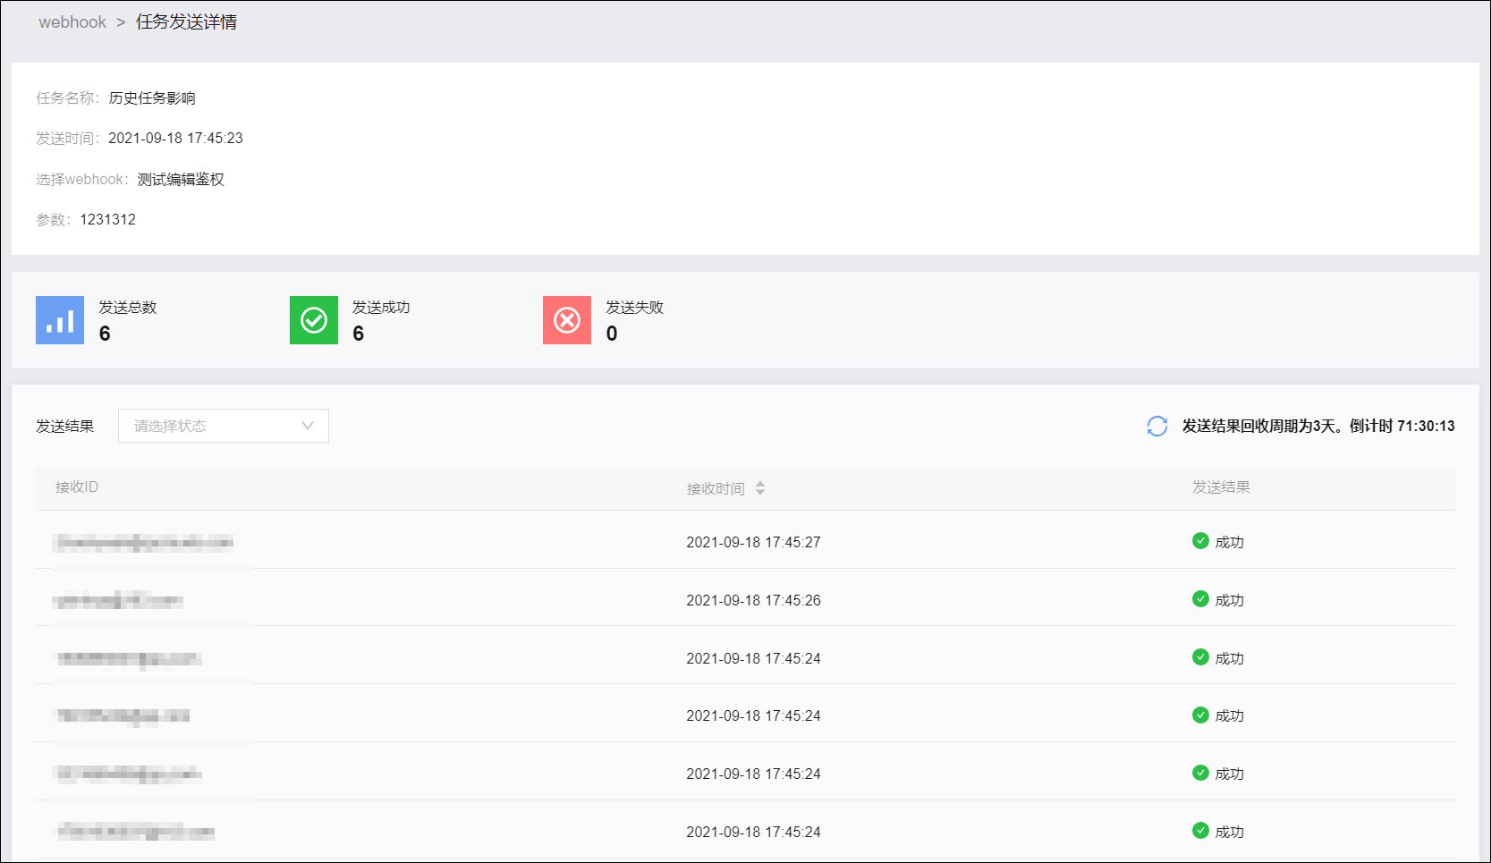 webhook > 任务发送详情
任务名称：历史任务影响
发送时间：2021-09-18 17:45:23
选择webhook：测试编辑鉴权
参数：1231312
发送总数 发送成功 发送失败
6 6 0
发送结果 请选择状态 发送结果回收周期为3天。倒计时 71:30:13
接收ID 接收时间 发送结果
2021-09-18 17:45:27 成功
2021-09-18 17:45:26 成功
2021-09-18 17:45:24 成功
2021-09-18 17:45:24 成功
2021-09-18 17:45:24 成功
2021-09-18 17:45:24 成功